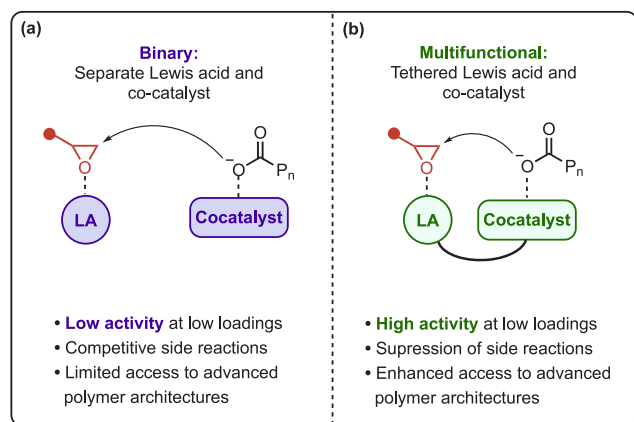 (a)
Binary:
Separate Lewis acid and
co-catalyst
O
O
− O
Pn
LA
Cocatalyst
• Low activity at low loadings
• Competitive side reactions
• Limited access to advanced
polymer architectures
(b)
Multifunctional:
Tethered Lewis acid and
co-catalyst
O
O
− O
Pn
LA
Cocatalyst
• High activity at low loadings
• Supression of side reactions
• Enhanced access to advanced
polymer architectures